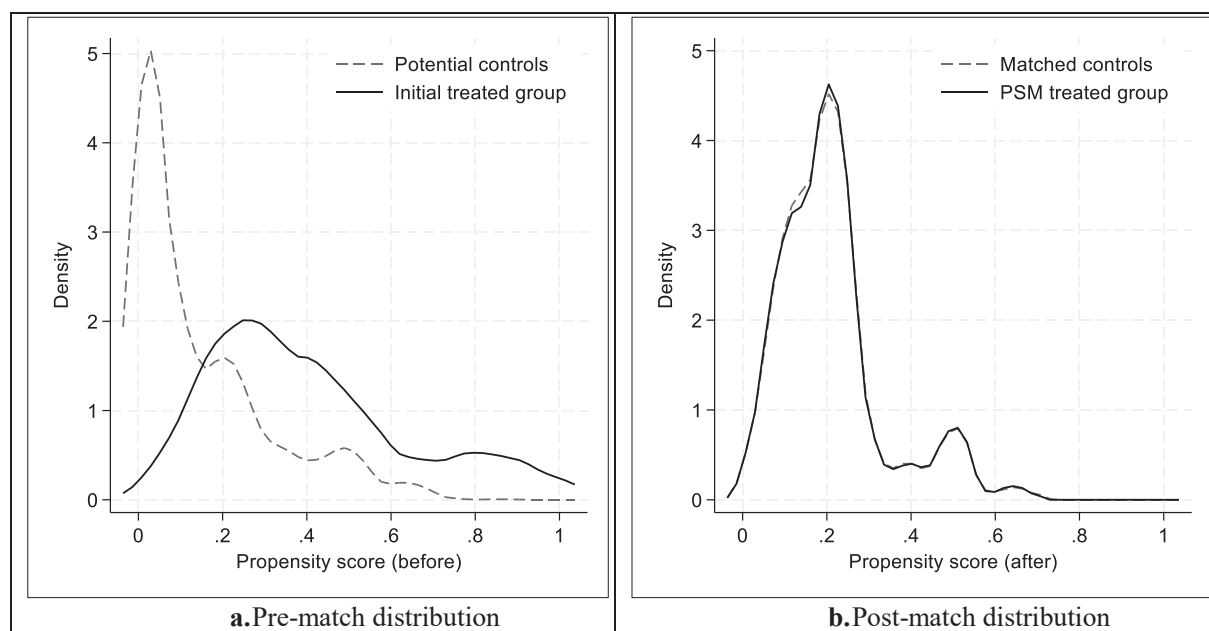 Potential controls
Initial treated group
5
4
3
2
1
0
Density
0 .2 .4 .6 .8 1
Propensity score (before)
a.Pre-match distribution
Matched controls
PSM treated group
5
4
3
2
1
0
Density
0 .2 .4 .6 .8 1
Propensity score (after)
b.Post-match distribution